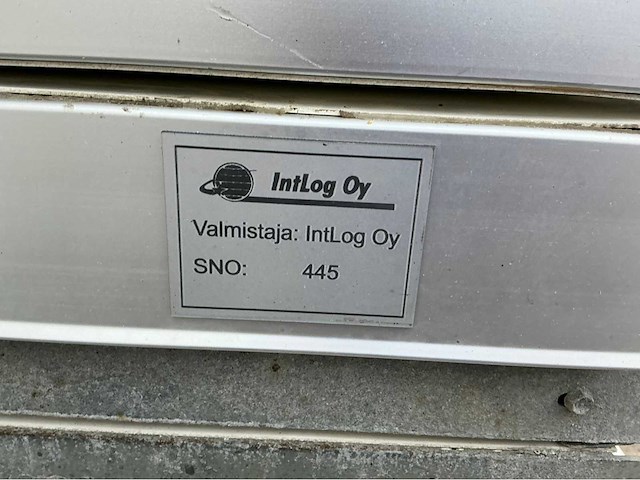 IntLog Oy
Valmistaja: IntLog Oy
SNO: 445